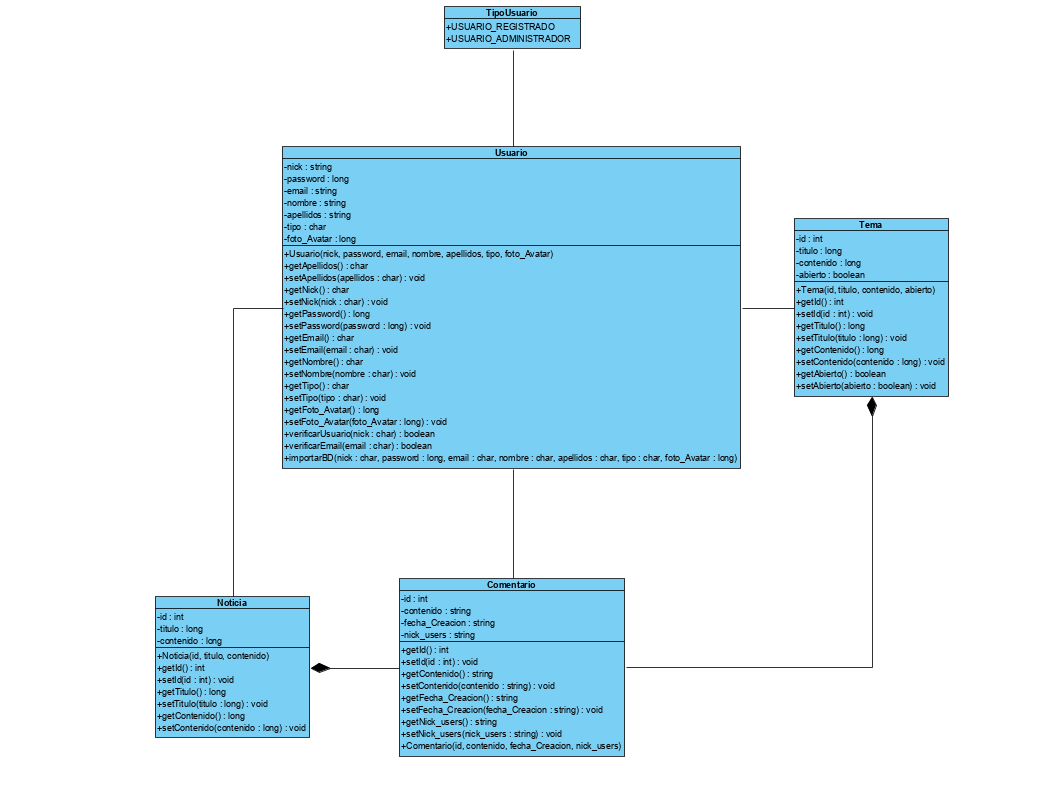 TipoUsuario
+USUARIO_REGISTRADO
+USUARIO_ADMINISTRADOR
Usuario
-nick : string
-password : long
-email : string
-nombre : string
-apellidos : string
-tipo : char
-foto_Avatar : long
+Usuario(nick, password, email, nombre, apellidos, tipo, foto_Avatar)
+getApellidos() : char
+setApellidos(apellidos : char) : void
+getNick() : char
+setNick(nick : char) : void
+getPassword() : long
+setPassword(password : long) : void
+getEmail() : char
+setEmail(email : char) : void
+getNombre() : char
+setNombre(nombre : char) : void
+getTipo() : char
+setTipo(tipo : char) : void
+getFoto_Avatar() : long
+setFoto_Avatar(foto_Avatar : long) : void
+verificarUsuario(nick : char) : boolean
+verificarEmail(email : char) : boolean
+importarBD(nick : char, password : long, email : char, nombre : char, apellidos : char, tipo : char, foto_Avatar : long)
Tema
-id : int
-titulo : long
-contenido : long
-abierto : boolean
+Tema(id, titulo, contenido, abierto)
+getId() : int
+setId(id : int) : void
+getTitulo() : long
+setTitulo(titulo : long) : void
+getContenido() : long
+setContenido(contenido : long) : void
+getAbierto() : boolean
+setAbierto(abierto : boolean) : void
Noticia
-id : int
-titulo : long
-contenido : long
+Noticia(id, titulo, contenido)
+getId() : int
+setId(id : int) : void
+getTitulo() : long
+setTitulo(titulo : long) : void
+getContenido() : long
+setContenido(contenido : long) : void
Comentario
-id : int
-contenido : string
-fecha_Creacion : string
-nick_users : string
+getId() : int
+setId(id : int) : void
+getContenido() : string
+setContenido(contenido : string) : void
+getFecha_Creacion() : string
+setFecha_Creacion(fecha_Creacion : string) : void
+getNick_users() : string
+setNick_users(nick_users : string) : void
+Comentario(id, contenido, fecha_Creacion, nick_users)